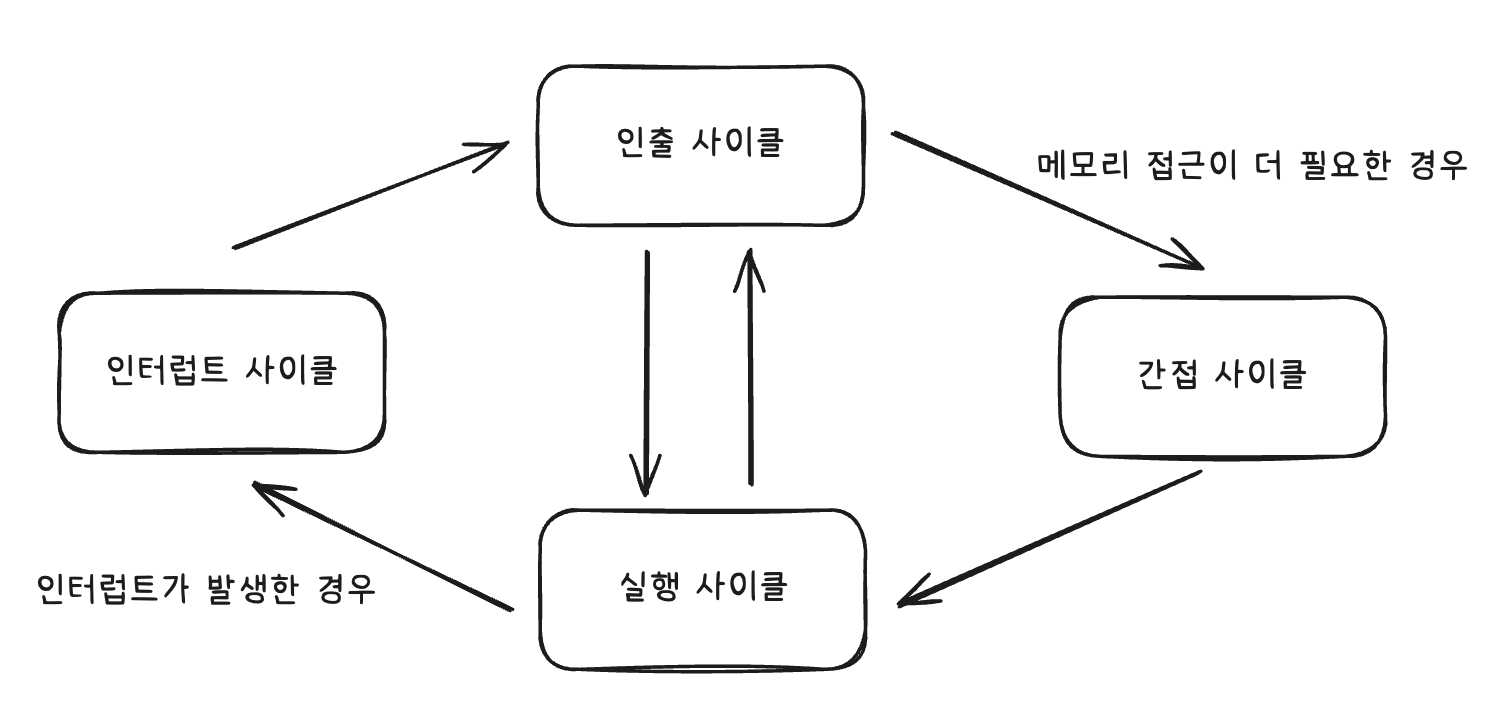 인출 사이클
메모리 접근이 더 필요한 경우
인터럽트 사이클
간접 사이클
인터럽트가 발생한 경우
실행 사이클